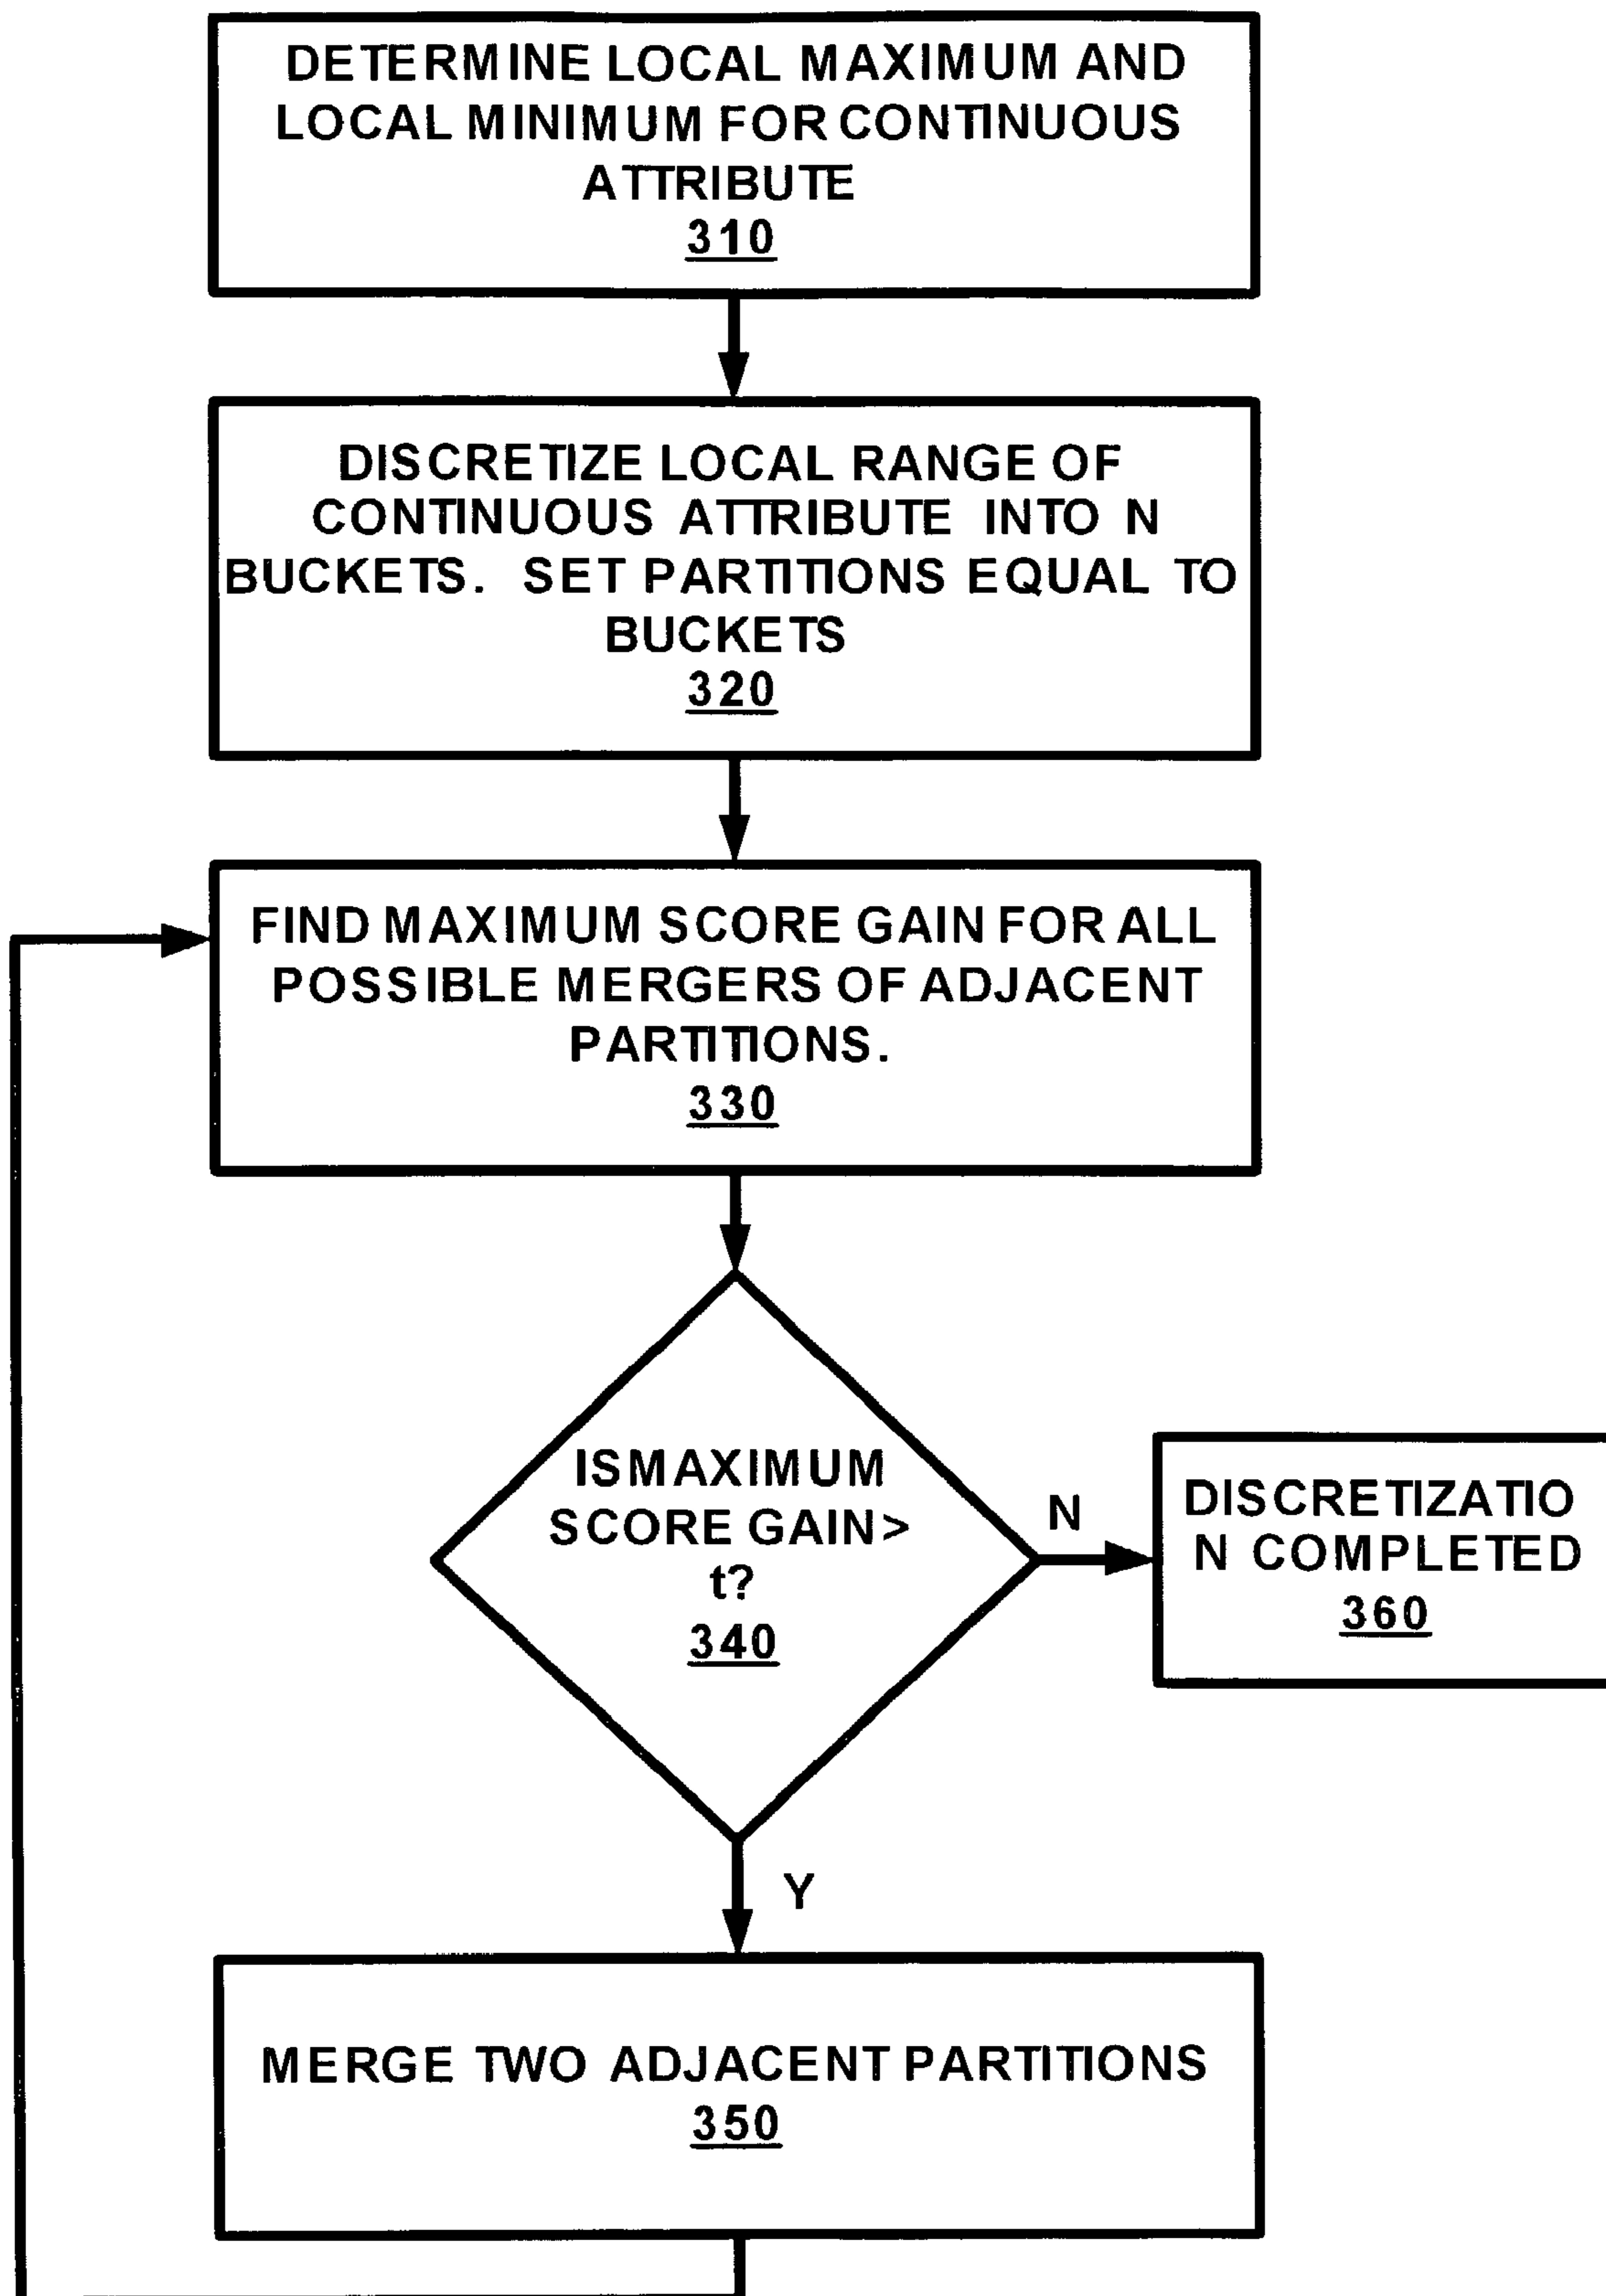 DETERMINE LOCAL MAXIMUM AND
LOCAL MINIMUM FOR CONTINUOUS
ATTRIBUTE
310
DISCRETIZE LOCAL RANGE OF
CONTINUOUS ATTRIBUTE INTO N
BUCKETS. SET PARTITIONS EQUAL TO
BUCKETS
320
FIND MAXIMUM SCORE GAIN FOR ALL
POSSIBLE MERGERS OF ADJACENT
PARTITIONS.
330
ISMAXIMUM
SCORE GAIN>
t?
340
N
DISCRETIZATIO
N COMPLETED
360
Y
MERGE TWO ADJACENT PARTITIONS
350